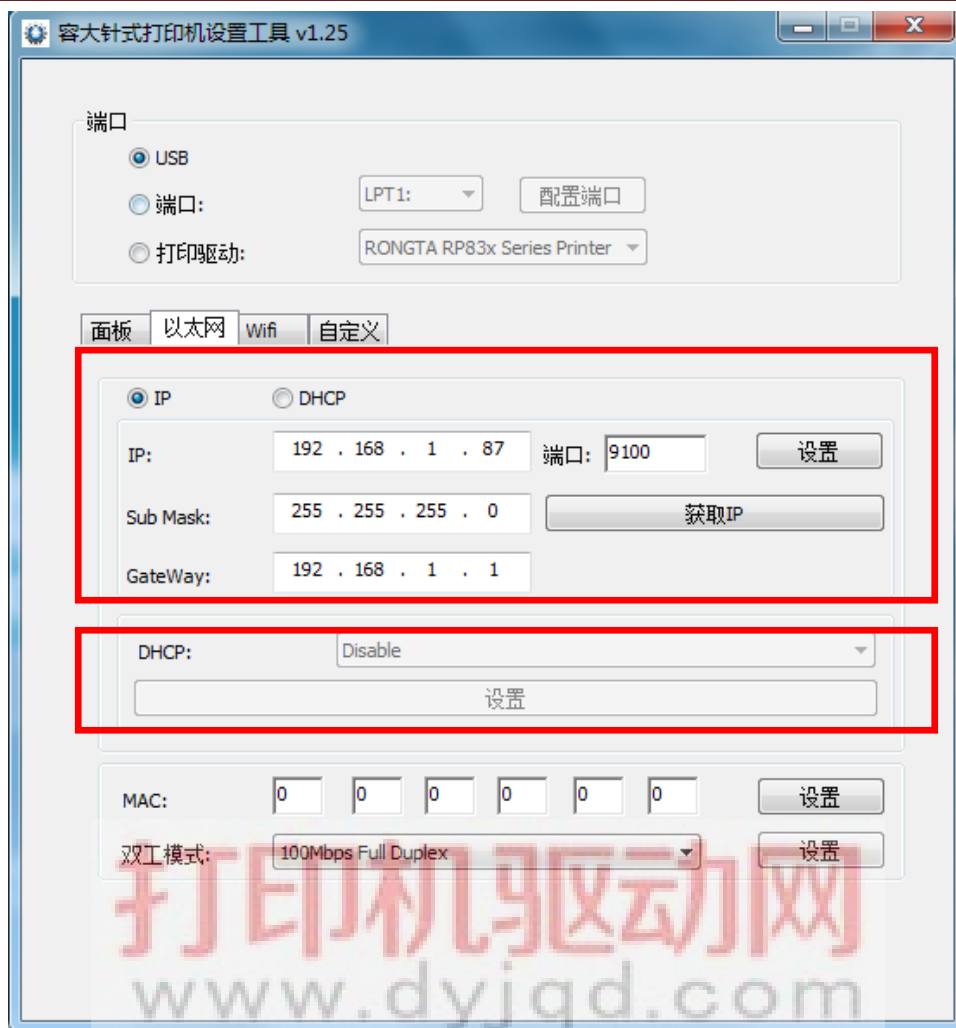 容大针式打印机设置工具 v1.25
端口
USB
端口: LPT1: 配置端口
打印驱动: RONGTA RP83x Series Printer
面板 以太网 Wifi 自定义
IP DHCP
IP: 192 . 168 . 1 . 87 端口: 9100 设置
Sub Mask: 255 . 255 . 255 . 0 获取IP
GateWay: 192 . 168 . 1 . 1
DHCP: Disable
设置
MAC: 0 0 0 0 0 0 设置
双工模式: 100Mbps Full Duplex 设置
打印机驱动网
www.dyjqd.com